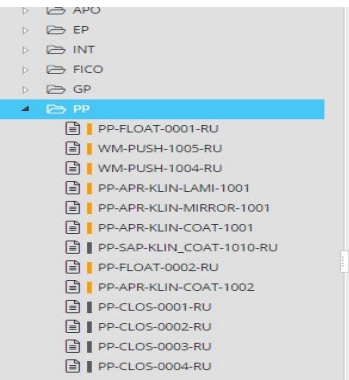 APO
EP
INT
FICO
GP
PP
PP-FLOAT-0001-RU
WM-PUSH-1005-RU
WM-PUSH-1004-RU
PP-APR-KLIN-LAMI-1001
PP-APR-KLIN-MIRROR-1001
PP-APR-KLIN-COAT-1001
PP-SAP-KLIN_COAT-1010-RU
PP-FLOAT-0002-RU
PP-APR-KLIN-COAT-1002
PP-CLOS-0001-RU
PP-CLOS-0002-RU
PP-CLOS-0003-RU
PP-CLOS-0004-RU